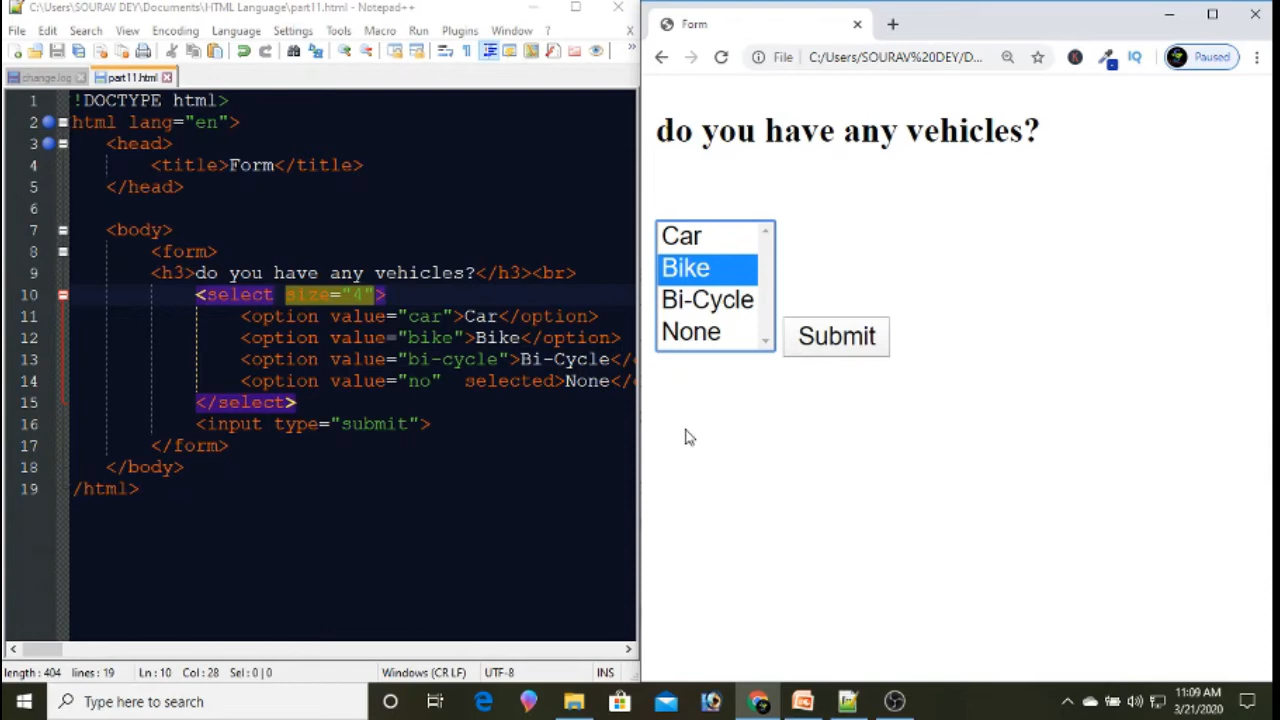 C:\Users\SOURAV DEY\Documents\HTML Language\part11.html - Notepad++
File Edit Search View Encoding Language Settings Tools Macro Run Plugins Window ? X
change.log part11.html
1 !DOCTYPE html>
2 html lang="en">
3 <head>
4 <title>Form</title>
5 </head>
6
7 <body>
8 <form>
9 <h3>do you have any vehicles?</h3><br>
10 <select size="4">
11 <option value="car">Car</option>
12 <option value="bike">Bike</option>
13 <option value="bi-cycle">Bi-Cycle</
14 <option value="no" selected>None</
15 </select>
16 <input type="submit">
17 </form>
18 </body>
19 /html>
length : 404 lines : 19 Ln : 10 Col : 28 Sel : 0 | 0 Windows (CR LF) UTF-8 INS
Form
File C:/Users/SOURAV%20DEY/D... IQ Paused
do you have any vehicles?
Car
Bike
Bi-Cycle
None
Submit
Type here to search
11:09 AM
3/21/2020